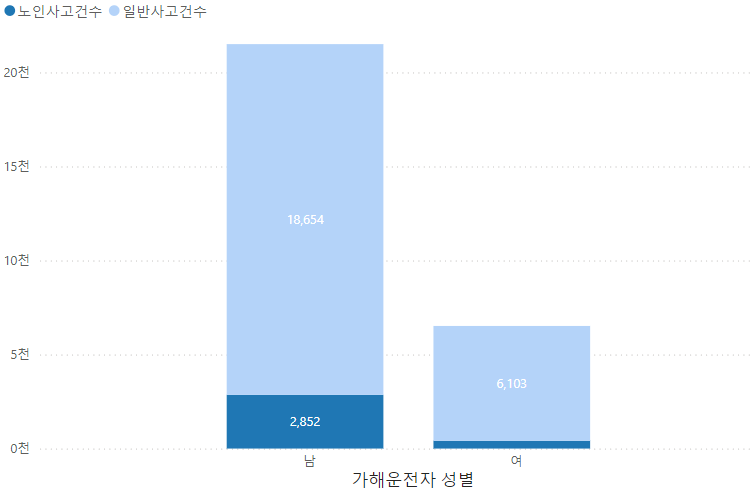 노인사고건수 일반사고건수
20천
15천
18,654
10천
5천
6,103
2,852
0천
남 여
가해운전자 성별